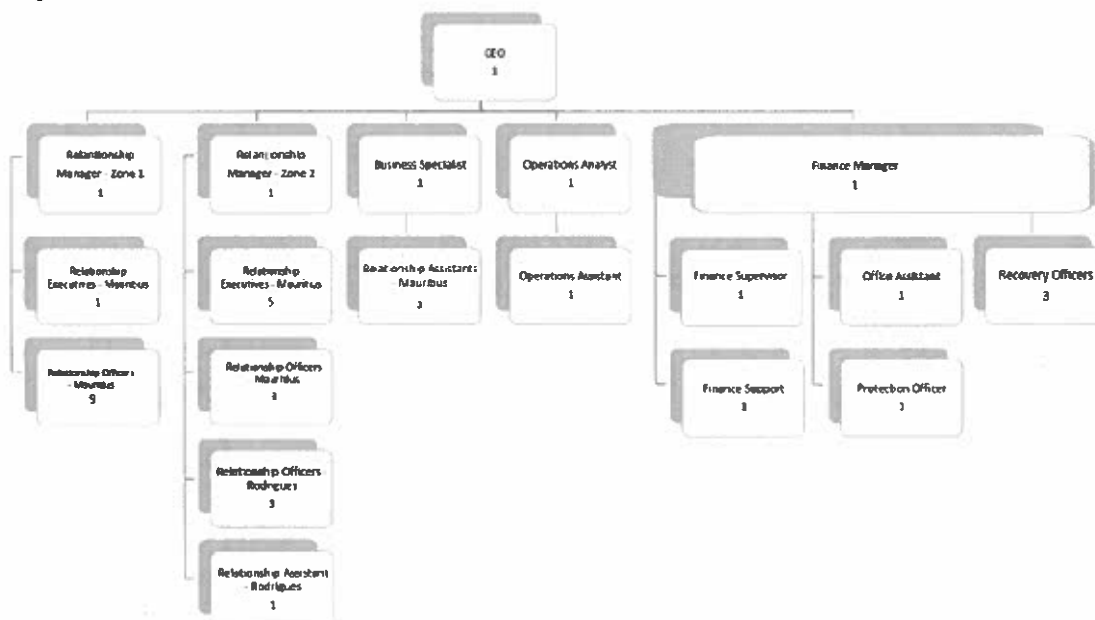 CEO
1
Relantionship
Manager - Zone 1
1
Relantionship
Manager - Zone 2
1
Business Specialist
1
Operations Analyst
1
Finance Manager
1
Relationship
Executives - Mauritius
1
Relationship
Executives - Mauritius
5
Relationship Assistants
- Mauritius
Operations Assistant
1
Finance Supervisor
1
Office Assistant
1
Recovery Officers
3
Relationship Officers
- Mauritius
9
Relationship Officers
Mauritius
Finance Support
Protection Officer
Relationship Officers
Rodrigues
3
Relationship Assistant
- Rodrigues
1